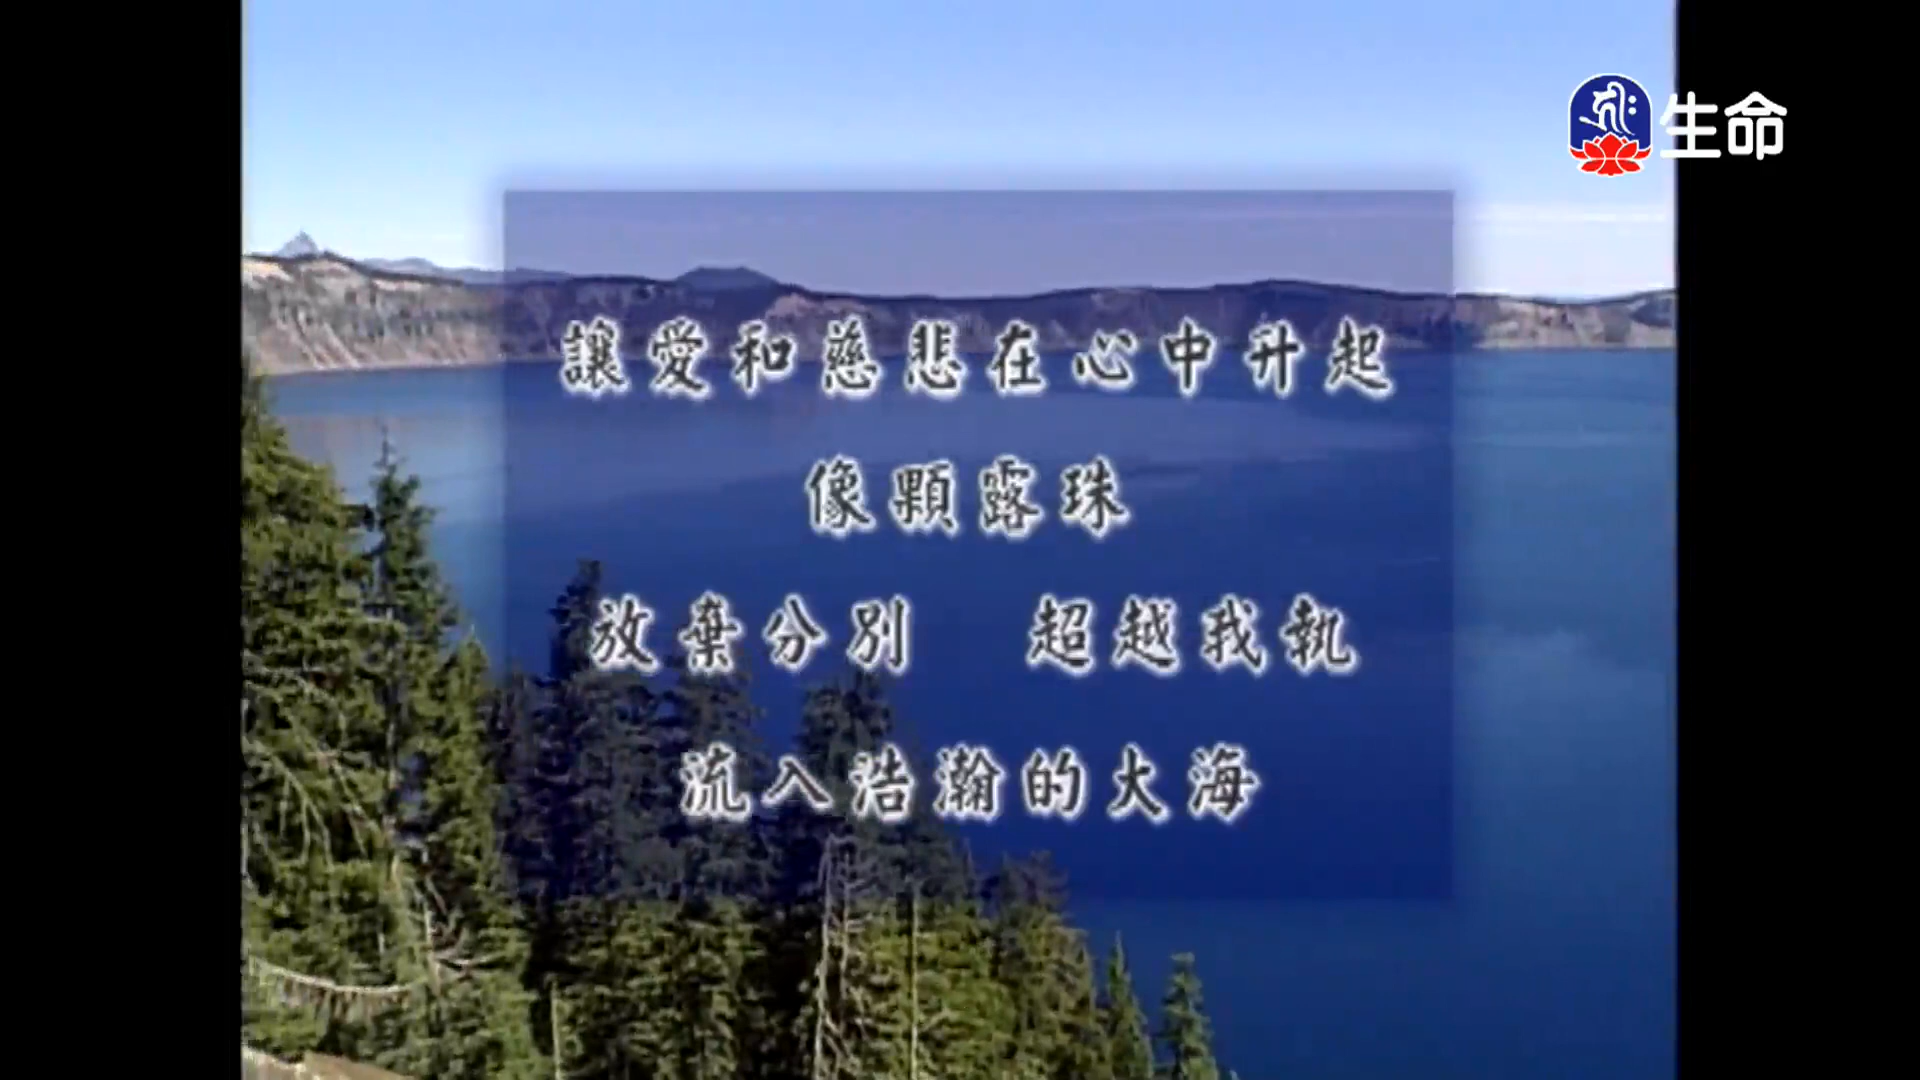 生命
讓愛和慈悲在心中升起
像顆露珠
放棄分別 超越我執
流入浩瀚的大海